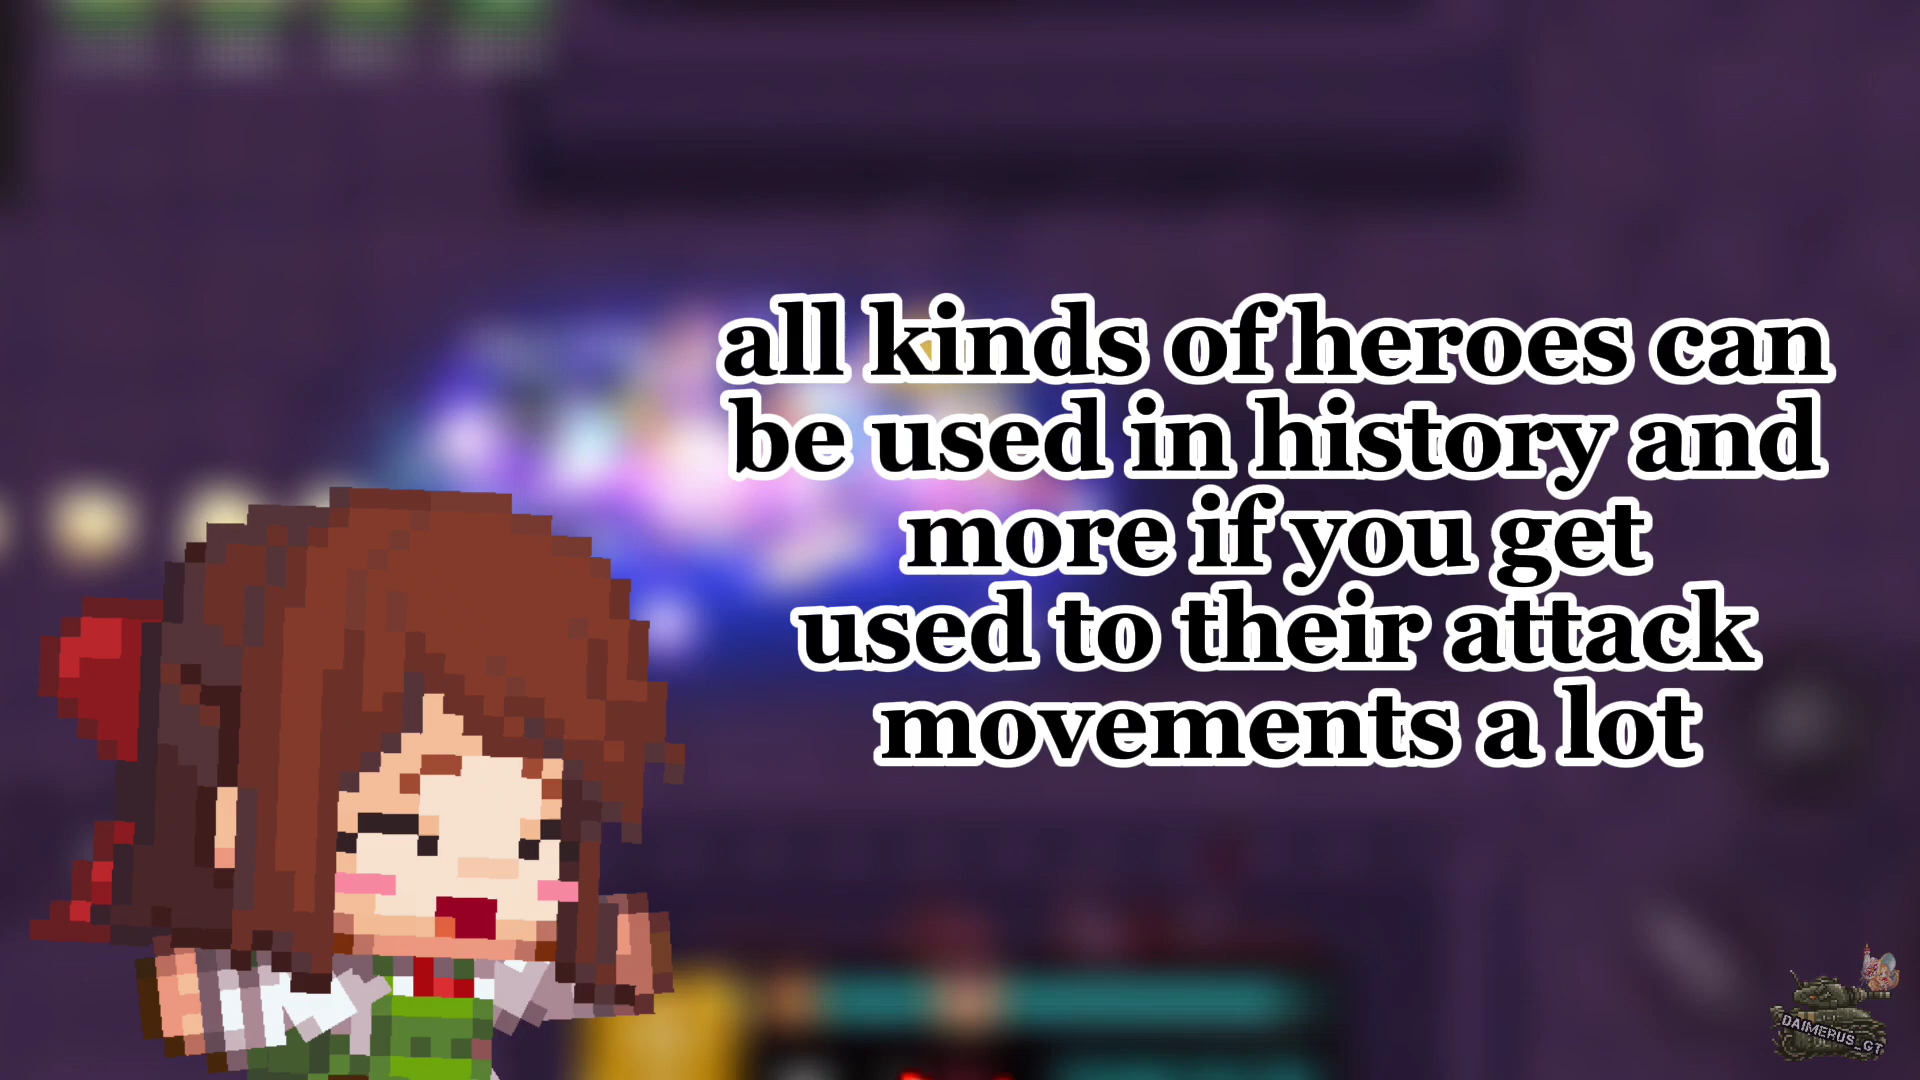 all kinds of heroes can
be used in history and
more if you get
used to their attack
movements a lot
DAIMERUS_GT